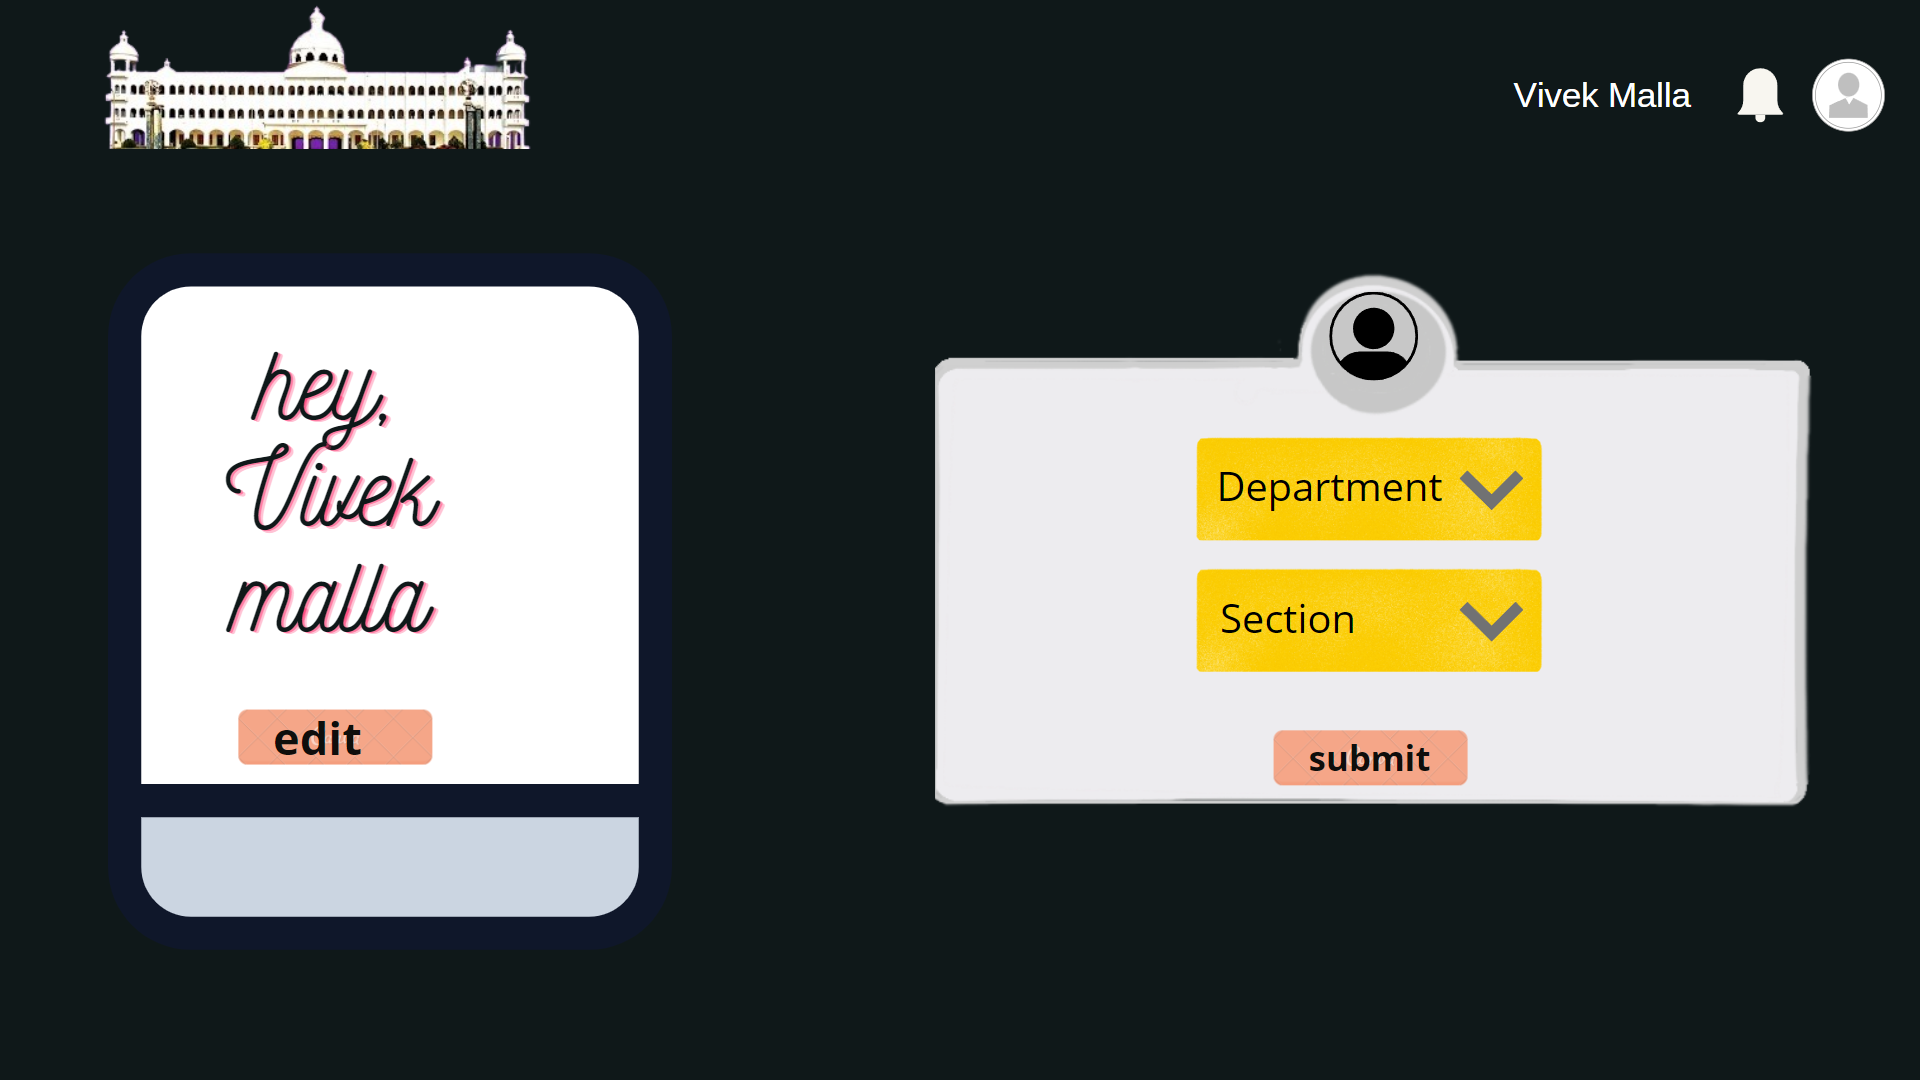 Vivek Malla
hey,
Vivek
malla
edit
Department
Section
submit